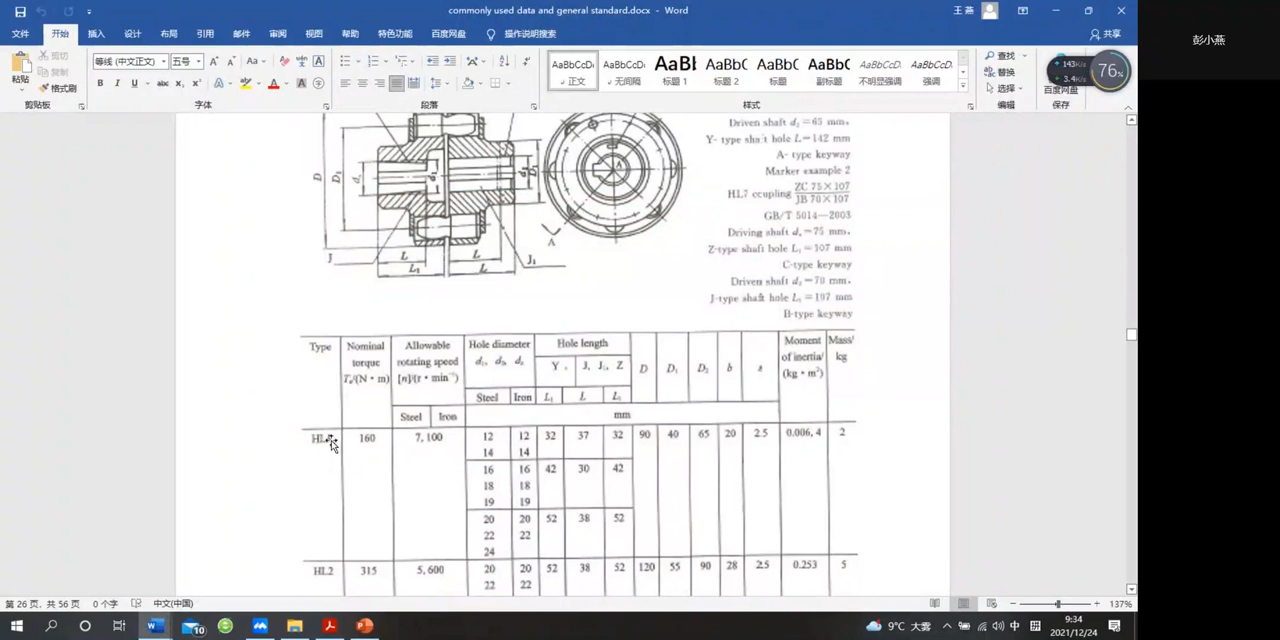 commonly used data and general standard.docx - Word
王 燕
彭小燕
文件 开始 插入 设计 布局 引用 邮件 审阅 视图 帮助 特色功能 百度网盘 操作说明搜索 共享
粘贴 剪切 复制 格式刷
等线 (中文正文) 五号
AaBbCcDc AaBbCcDc AaBb AaBbC AaBbC AaBbC AaBbCcDc AaBbCcDc
正文 无间隔 标题 1 标题 2 标题 副标题 不明显强调 强调
查找 替换 选择
143K/s
3.4K/s
76%
百度网盘
剪贴板 字体 段落 样式 编辑 保存
Driven shaft d₂=65 mm,
Y- type shaft hole L=142 mm
A- type keyway
Marker example 2
HL7 coupling ZC 75×107
JB 70×107
GB/T 5014—2003
Driving shaft dz=75 mm,
Z-type shaft hole L₁=107 mm
C-type keyway
Driven shaft d₂=70 mm,
J-type shaft hole L₁=107 mm
B-type keyway
D D₁ d₁ D₁
A
A
J L L J₁
L₁ L
Type Nominal torque Tₙ/(N·m) Allowable rotating speed [n]/(r·min⁻¹) Hole diameter d₁, d₂, dz Hole length D D₁ D₂ b s Moment of inertia/(kg·m²) Mass/kg
Y J, J₁, Z
Steel Iron L₁ L L₁
Steel Iron mm
160 7,100 12 12 32 37 32 90 40 65 20 2.5 0.006,4 2
14 14
16 16 42 30 42
18 18
19 19
20 20 52 38 52
22 22
24
HL2 315 5,600 20 20 52 38 52 120 55 90 28 2.5 0.253 5
22 22
第 26 页，共 56 页 0 个字 中文(中国) 137%
10
9°C 大雾 中 9:34
2021/12/24